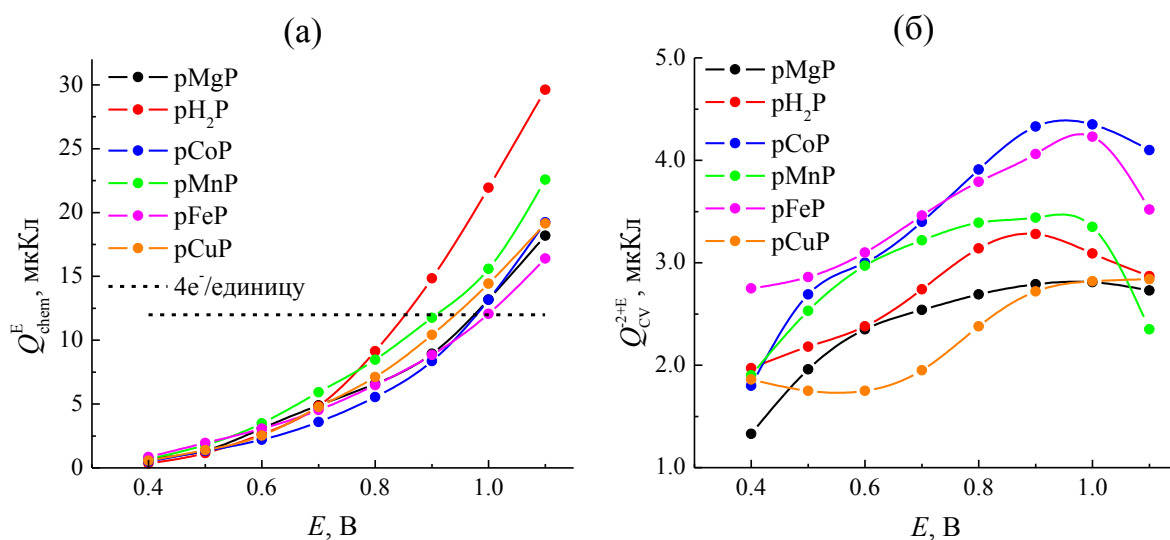 (а)
Q^E_chem, мкКл
30
25
20
15
10
5
0
pMgP
pH₂P
pCoP
pMnP
pFeP
pCuP
4e⁻/единицу
0.4 0.6 0.8 1.0
E, В
(б)
Q^-2+E_CV, мкКл
5.0
4.0
3.0
2.0
1.0
pMgP
pH₂P
pCoP
pMnP
pFeP
pCuP
0.4 0.6 0.8 1.0
E, В